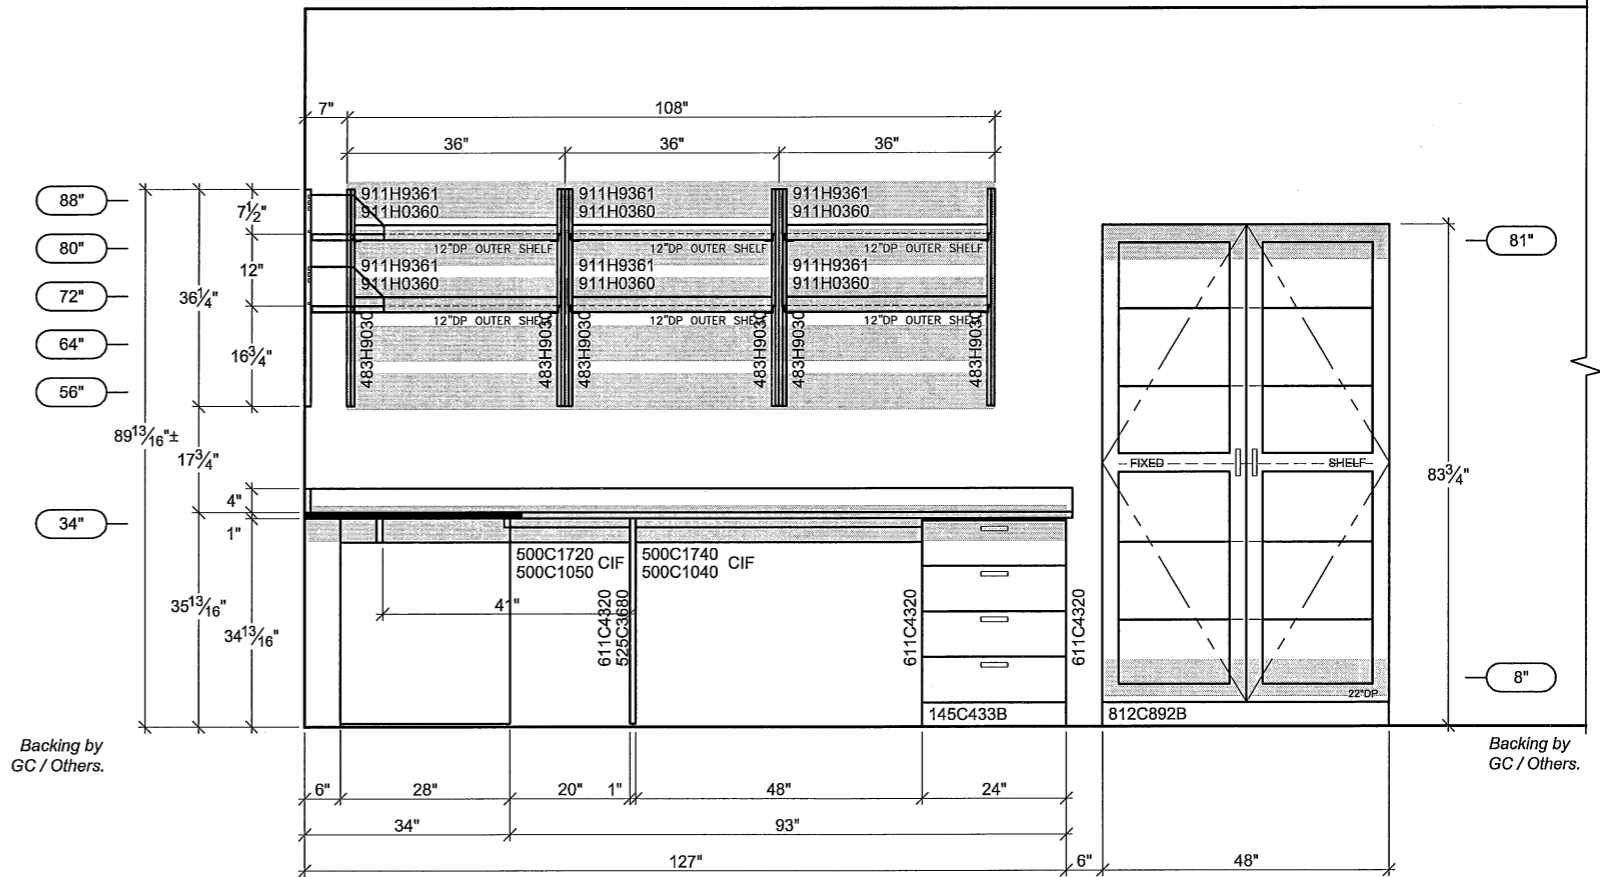 7" 108"
36" 36" 36"
88"
80"
72"
64"
56"
34"
7½"
12"
16¾"
36¼"
17¾"
89 13/16"±
4"
1"
35 13/16"
34 13/16"
911H9361 911H9361 911H9361
911H0360 911H0360 911H0360
12"DP OUTER SHELF 12"DP OUTER SHELF 12"DP OUTER SHELF
911H9361 911H9361 911H9361
911H0360 911H0360 911H0360
12"DP OUTER SHELF 12"DP OUTER SHELF 12"DP OUTER SHELF
483H9030 483H9030 483H9030 483H9030 483H9030 483H9030
500C1720 CIF
500C1050
500C1740 CIF
500C1040
41"
611C4320
525C3680
611C4320
611C4320
145C433B
FIXED SHELF
22"DP
812C892B
81"
83¾"
8"
Backing by
GC / Others.
Backing by
GC / Others.
6" 28" 20" 1" 48" 24"
34" 93"
127" 6" 48"